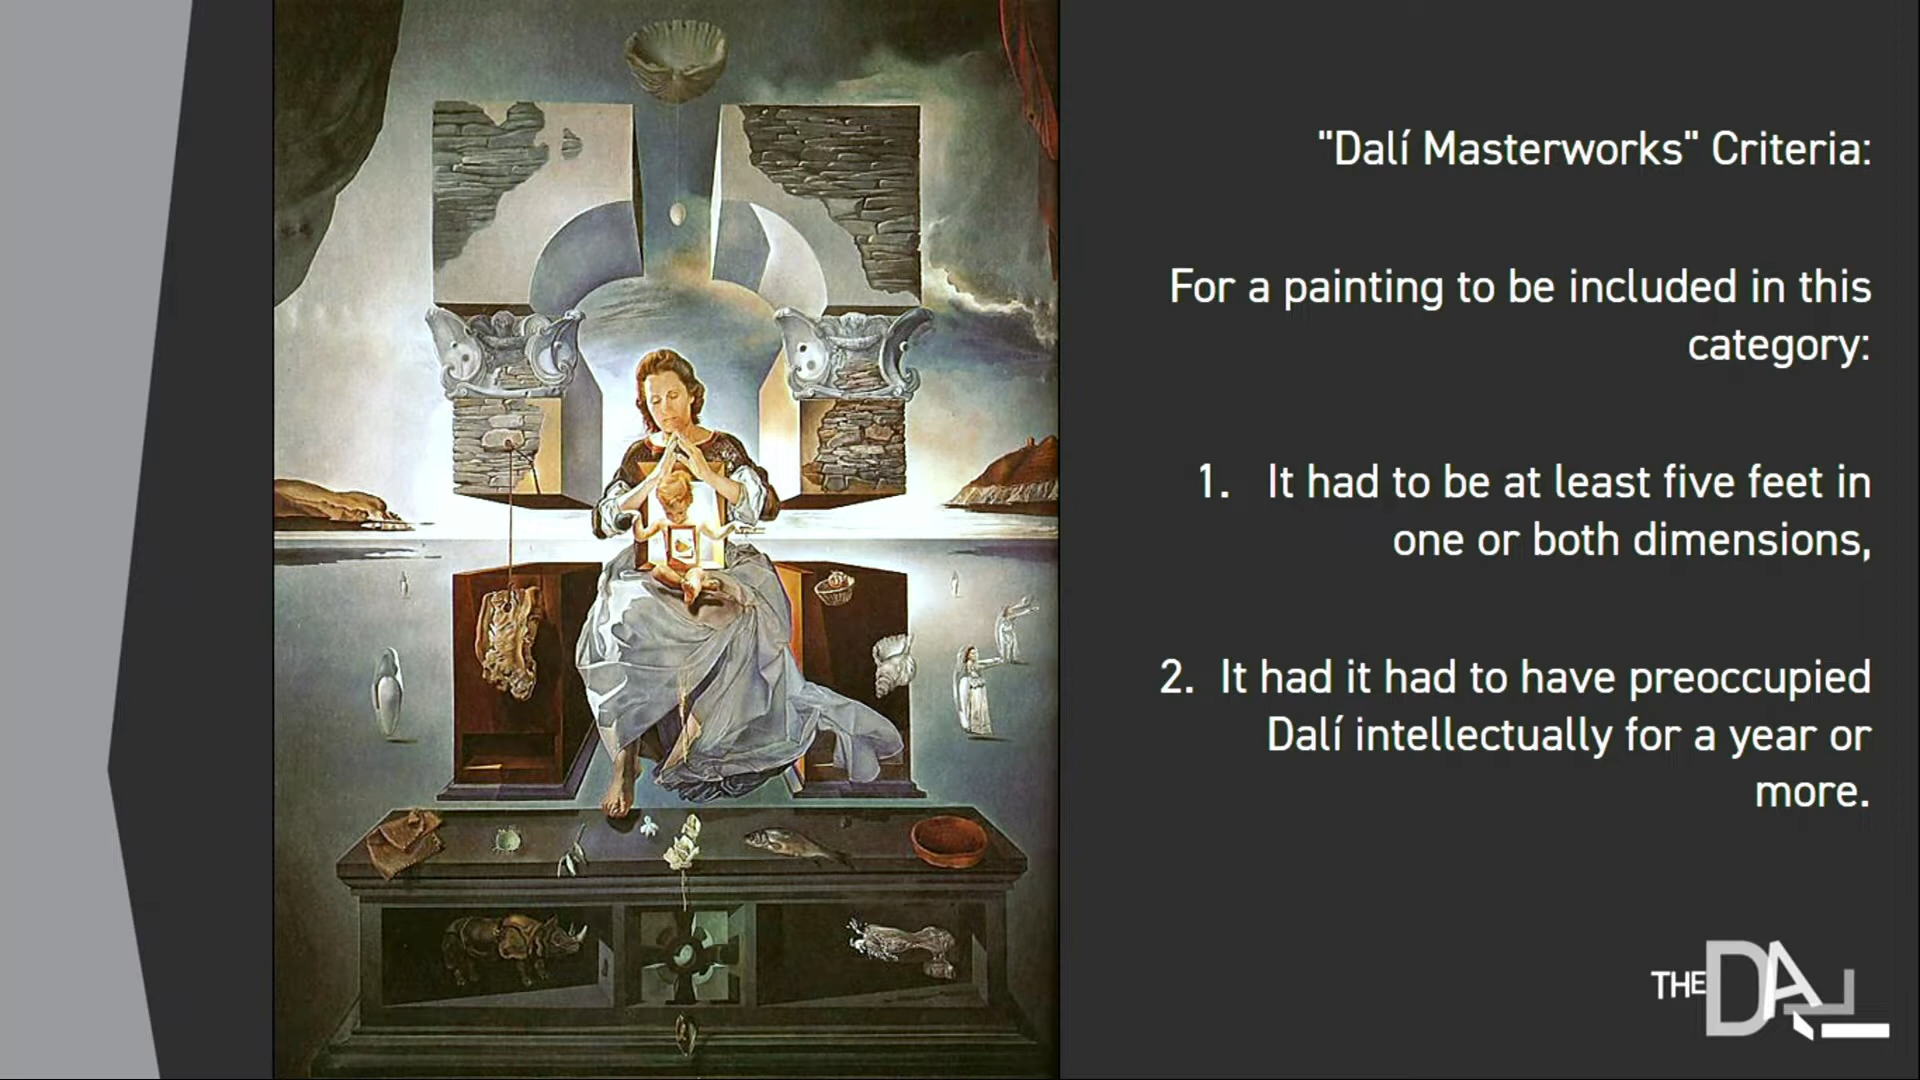 "Dalí Masterworks" Criteria:
For a painting to be included in this
category:
1. It had to be at least five feet in
one or both dimensions,
2. It had it had to have preoccupied
Dalí intellectually for a year or
more.
THE DALÍ